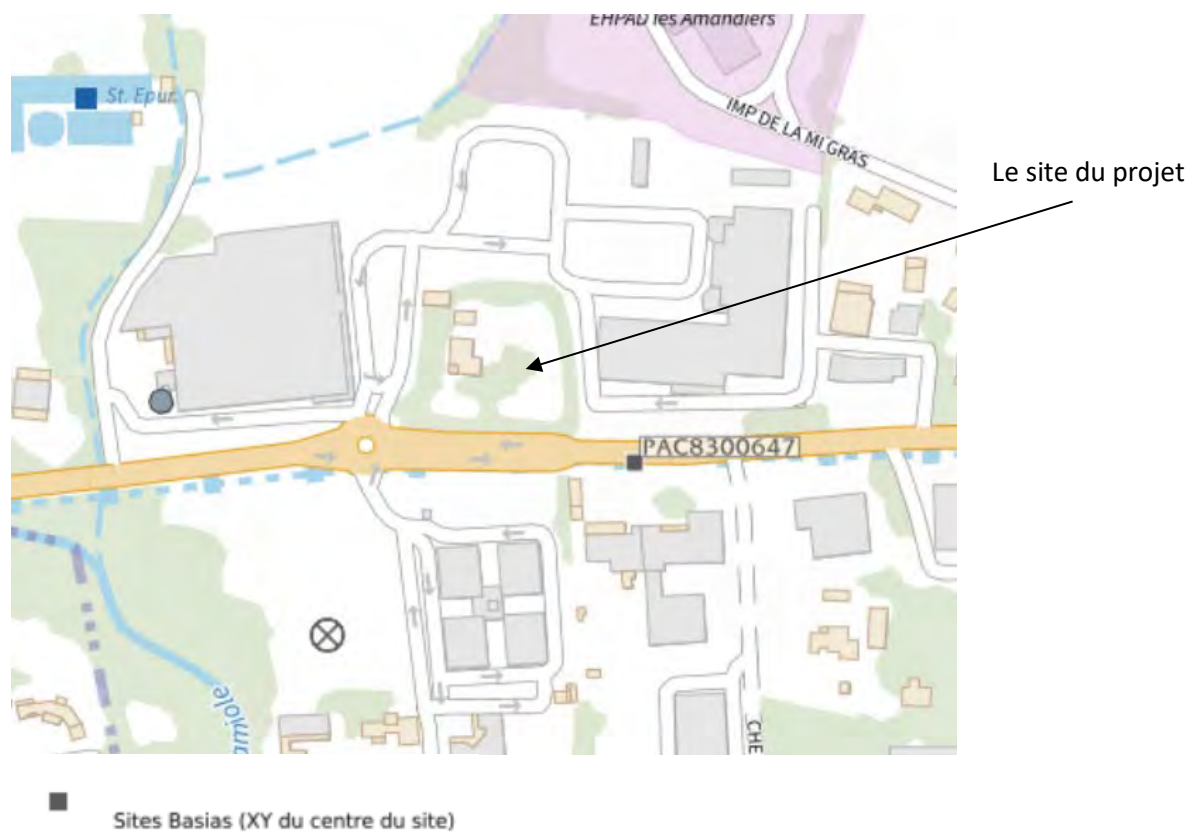 EHPAD les Amandiers
St. Epur.
IMP DE LA MI GRAS
Le site du projet
PAC8300647
CHE
Sites Basias (XY du centre du site)